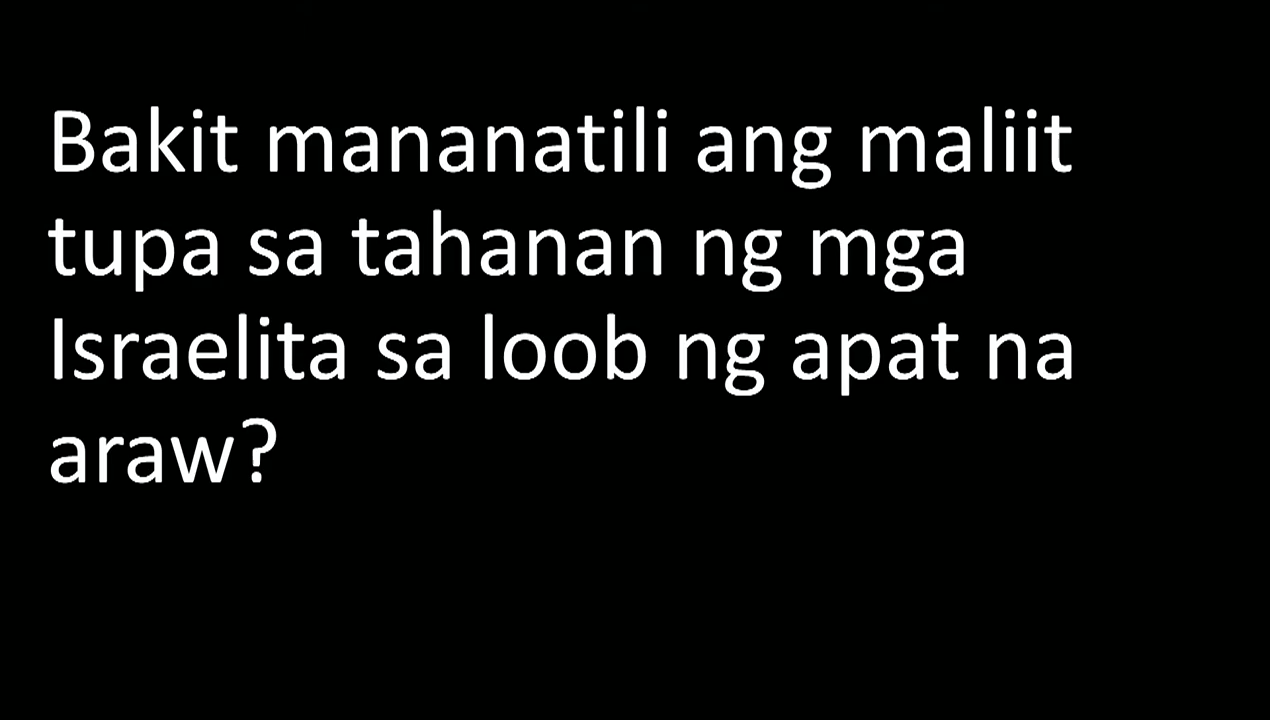 Bakit mananatili ang maliit
tupa sa tahanan ng mga
Israelita sa loob ng apat na
araw?